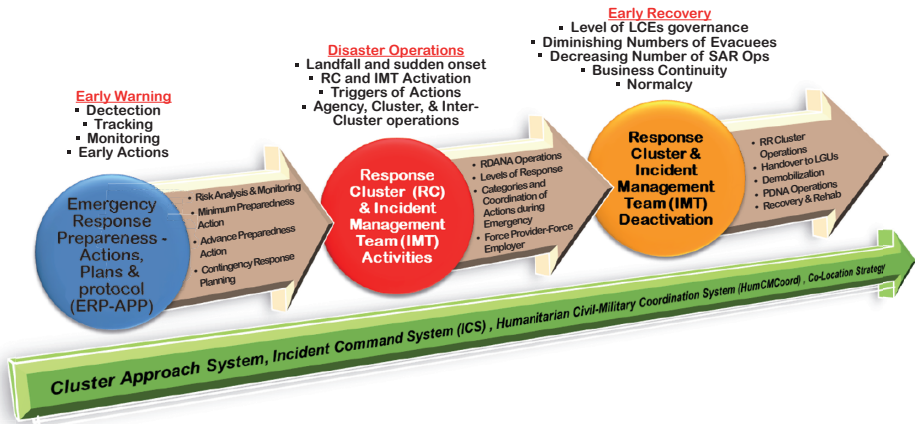 Early Warning
▪ Dectection
▪ Tracking
▪ Monitoring
▪ Early Actions
Emergency
Response
Prepareness -
Actions,
Plans &
protocol
(ERP-APP)
• Risk Analysis & Monitoring
• Minimum Preparedness
Action
• Advance Preparedness
Action
• Contingency Response
Planning
Disaster Operations
▪ Landfall and sudden onset
▪ RC and IMT Activation
▪ Triggers of Actions
▪ Agency, Cluster, & Inter-
Cluster operations
Response
Cluster (RC)
& Incident
Management
Team (IMT)
Activities
• RDANA Operations
• Levels of Response
• Categories and
Coordination of
Actions during
Emergency
• Force Provider-Force
Employer
Early Recovery
▪ Level of LCEs governance
▪ Diminishing Numbers of Evacuees
▪ Decreasing Number of SAR Ops
▪ Business Continuity
▪ Normalcy
Response
Cluster &
Incident
Management
Team (IMT)
Deactivation
• RR Cluster
Operations
• Handover to LGUs
• Demobilization
• PDNA Operations
• Recovery & Rehab
Cluster Approach System, Incident Command System (ICS) , Humanitarian Civil-Military Coordination System (HumCMCoord) , Co-Location Strategy